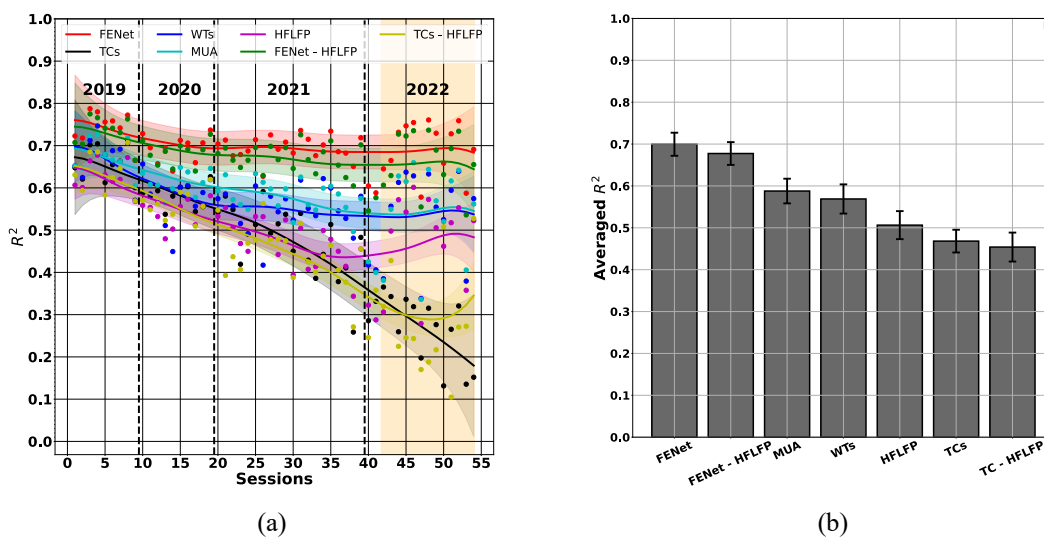 1.0
0.9
0.8
0.7
0.6
0.5
0.4
0.3
0.2
0.1
0.0
R²
FENet WTs HFLFP TCs - HFLFP
TCs MUA FENet - HFLFP
2019 2020 2021 2022
0 5 10 15 20 25 30 35 40 45 50 55
Sessions
(a)
1.0
0.9
0.8
0.7
0.6
0.5
0.4
0.3
0.2
0.1
0.0
Averaged R²
FENet FENet - HFLFP MUA WTs HFLFP TCs TC - HFLFP
(b)